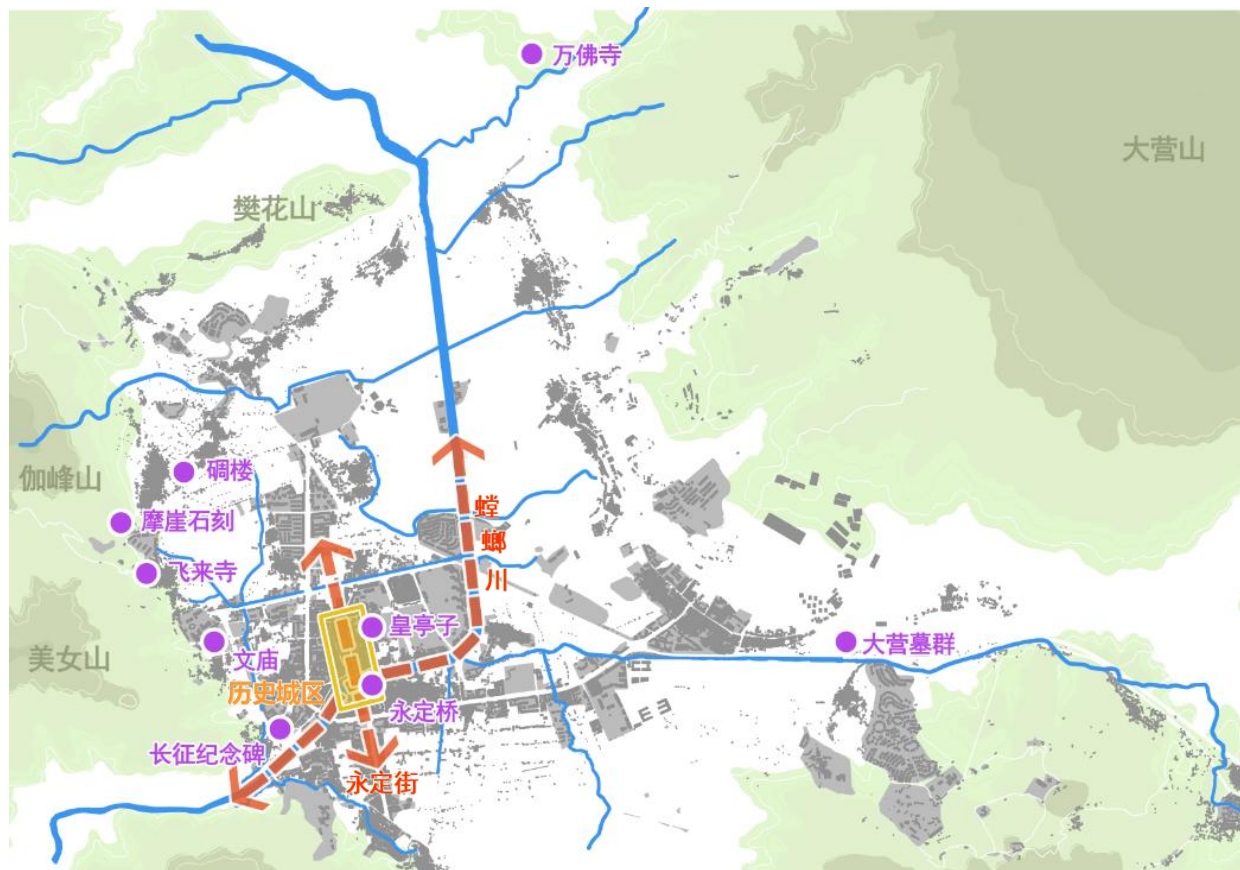 万佛寺
大营山
樊花山
伽峰山
碉楼
摩崖石刻
螳
螂
川
飞来寺
皇亭子
大营墓群
美女山
文庙
历史城区
永定桥
长征纪念碑
永定街